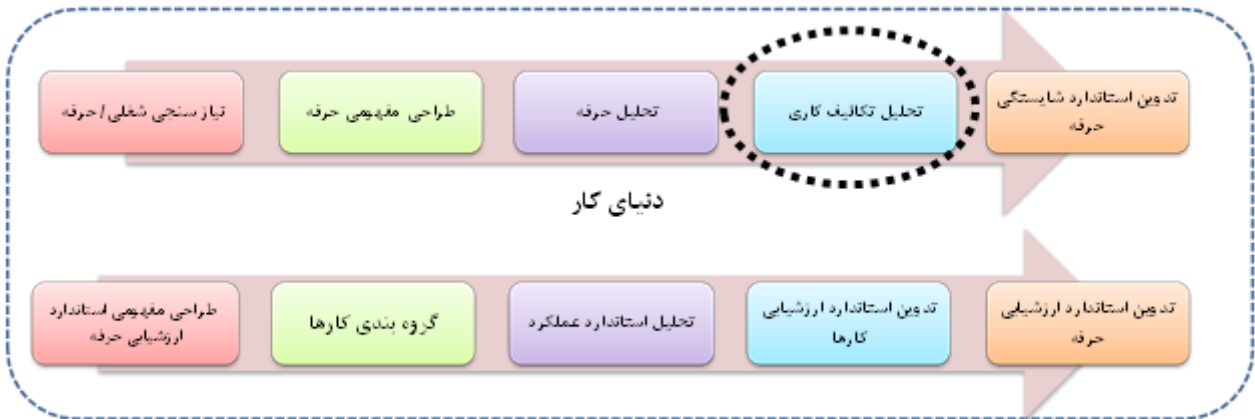 نیاز سنجی شغلی/حرفه
طراحی مفهومی حرفه
تحلیل حرفه
تحلیل تکالیف کاری
تدوین استاندارد شایستگی
حرفه
دنیای کار
طراحی مفهومی استاندارد
ارزشیابی حرفه
گروه بندی کارها
تحلیل استاندارد عملکرد
تدوین استاندارد ارزشیابی
کارها
تدوین استاندارد ارزشیابی
حرفه